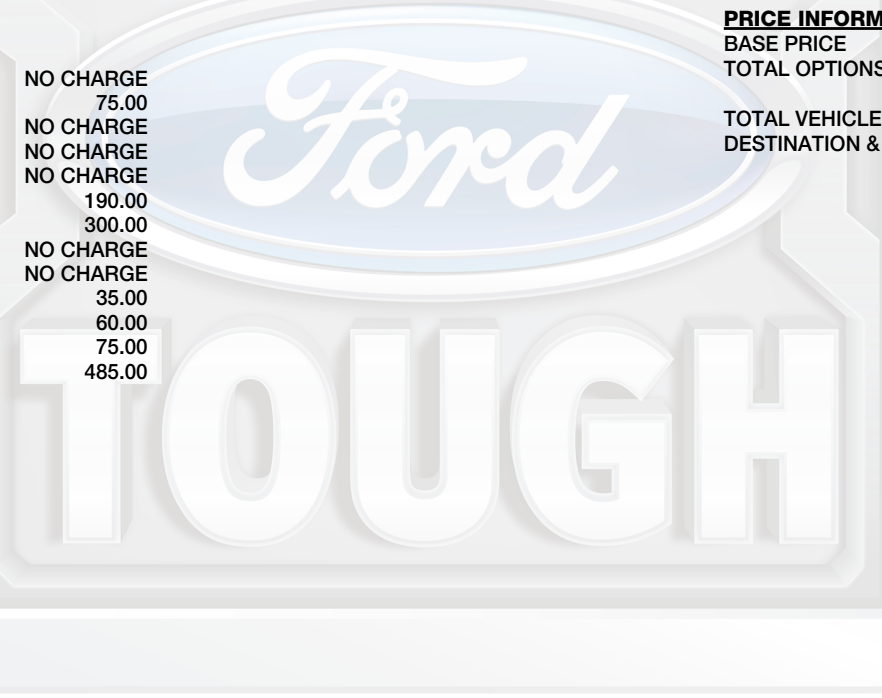 PRICE INFORM
BASE PRICE
TOTAL OPTIONS
TOTAL VEHICLE
DESTINATION &
NO CHARGE
75.00
NO CHARGE
NO CHARGE
NO CHARGE
190.00
300.00
NO CHARGE
NO CHARGE
35.00
60.00
75.00
485.00
Ford
TOUGH